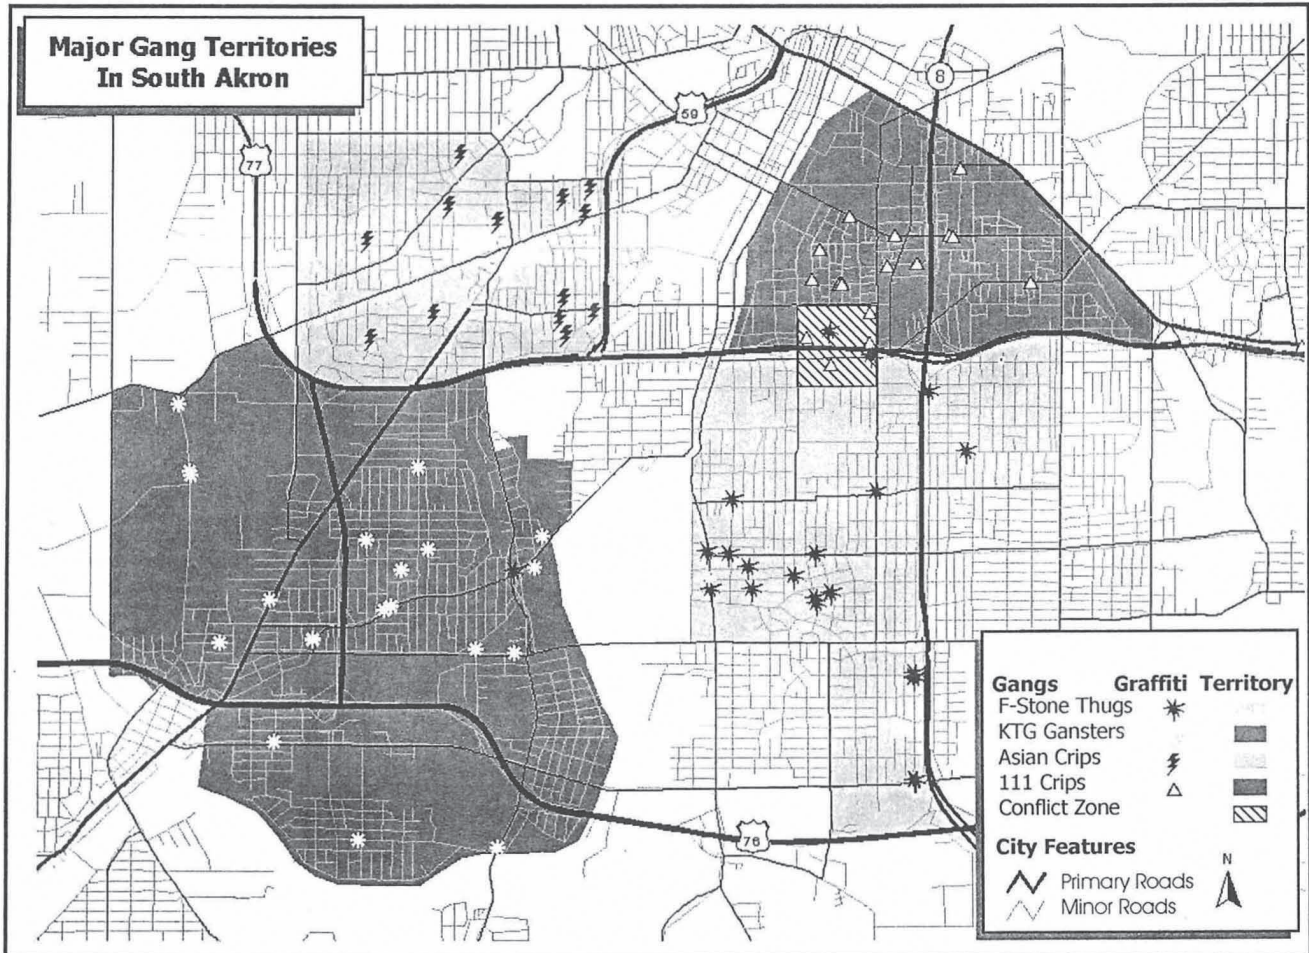 Major Gang Territories
In South Akron
77
59
8
76
Gangs Graffiti Territory
F-Stone Thugs
KTG Gansters
Asian Crips
111 Crips
Conflict Zone
City Features
N
Primary Roads
Minor Roads